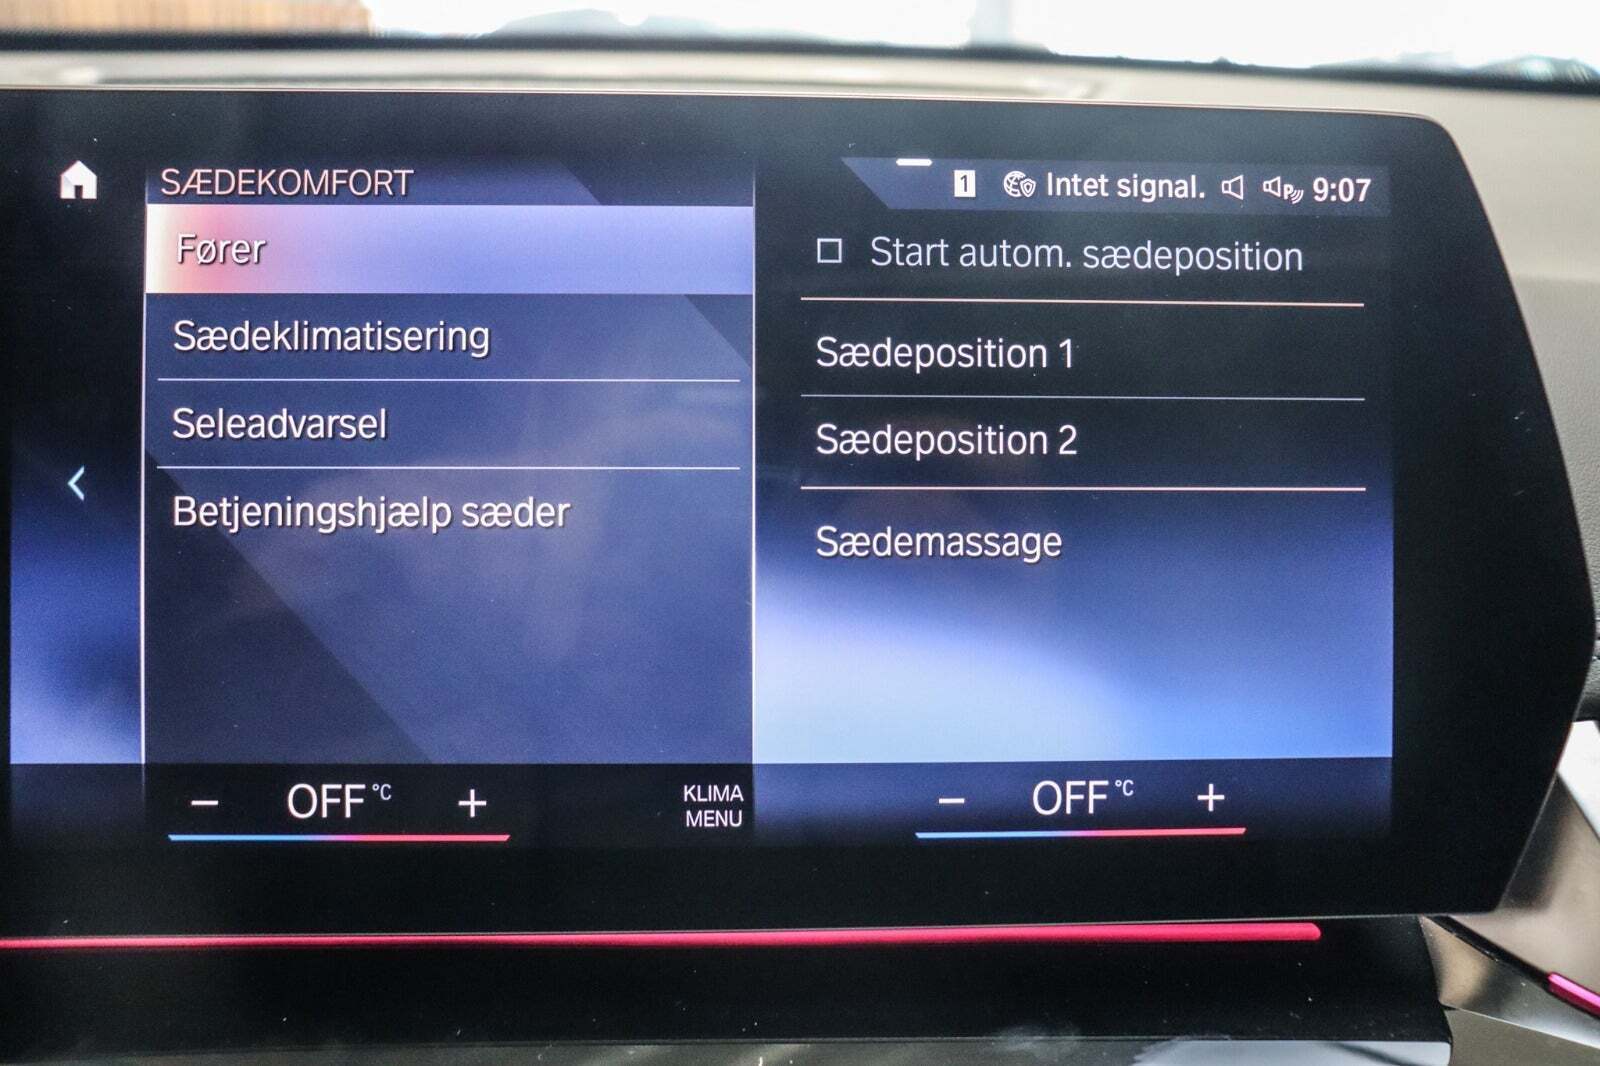 SÆDEKOMFORT
1 Intet signal. P 9:07
Fører
Sædeklimatisering
Seleadvarsel
Betjeningshjælp sæder
Start autom. sædeposition
Sædeposition 1
Sædeposition 2
Sædemassage
− OFF °C +
KLIMA
MENU
− OFF °C +